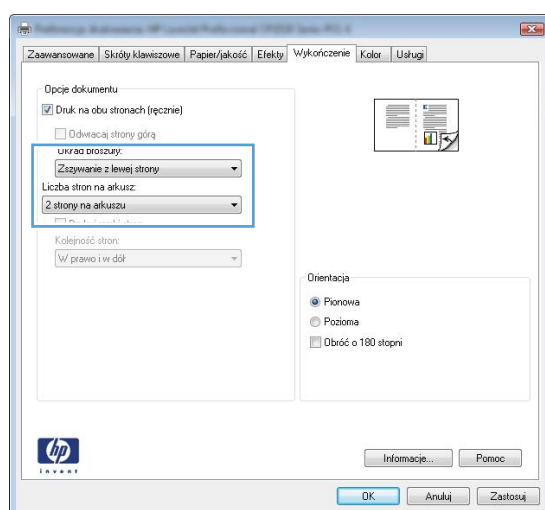 Zaawansowane Skróty klawiszowe Papier/jakość Efekty Wykończenie Kolor Usługi
Opcje dokumentu
Druk na obu stronach (ręcznie)
Odwracaj strony górą
Układ broszury:
Zszywanie z lewej strony
Liczba stron na arkusz:
2 strony na arkuszu
Kolejność stron:
W prawo i w dół
Orientacja
Pionowa
Pozioma
Obróć o 180 stopni
hp
invent
Informacje... Pomoc
OK Anuluj Zastosuj